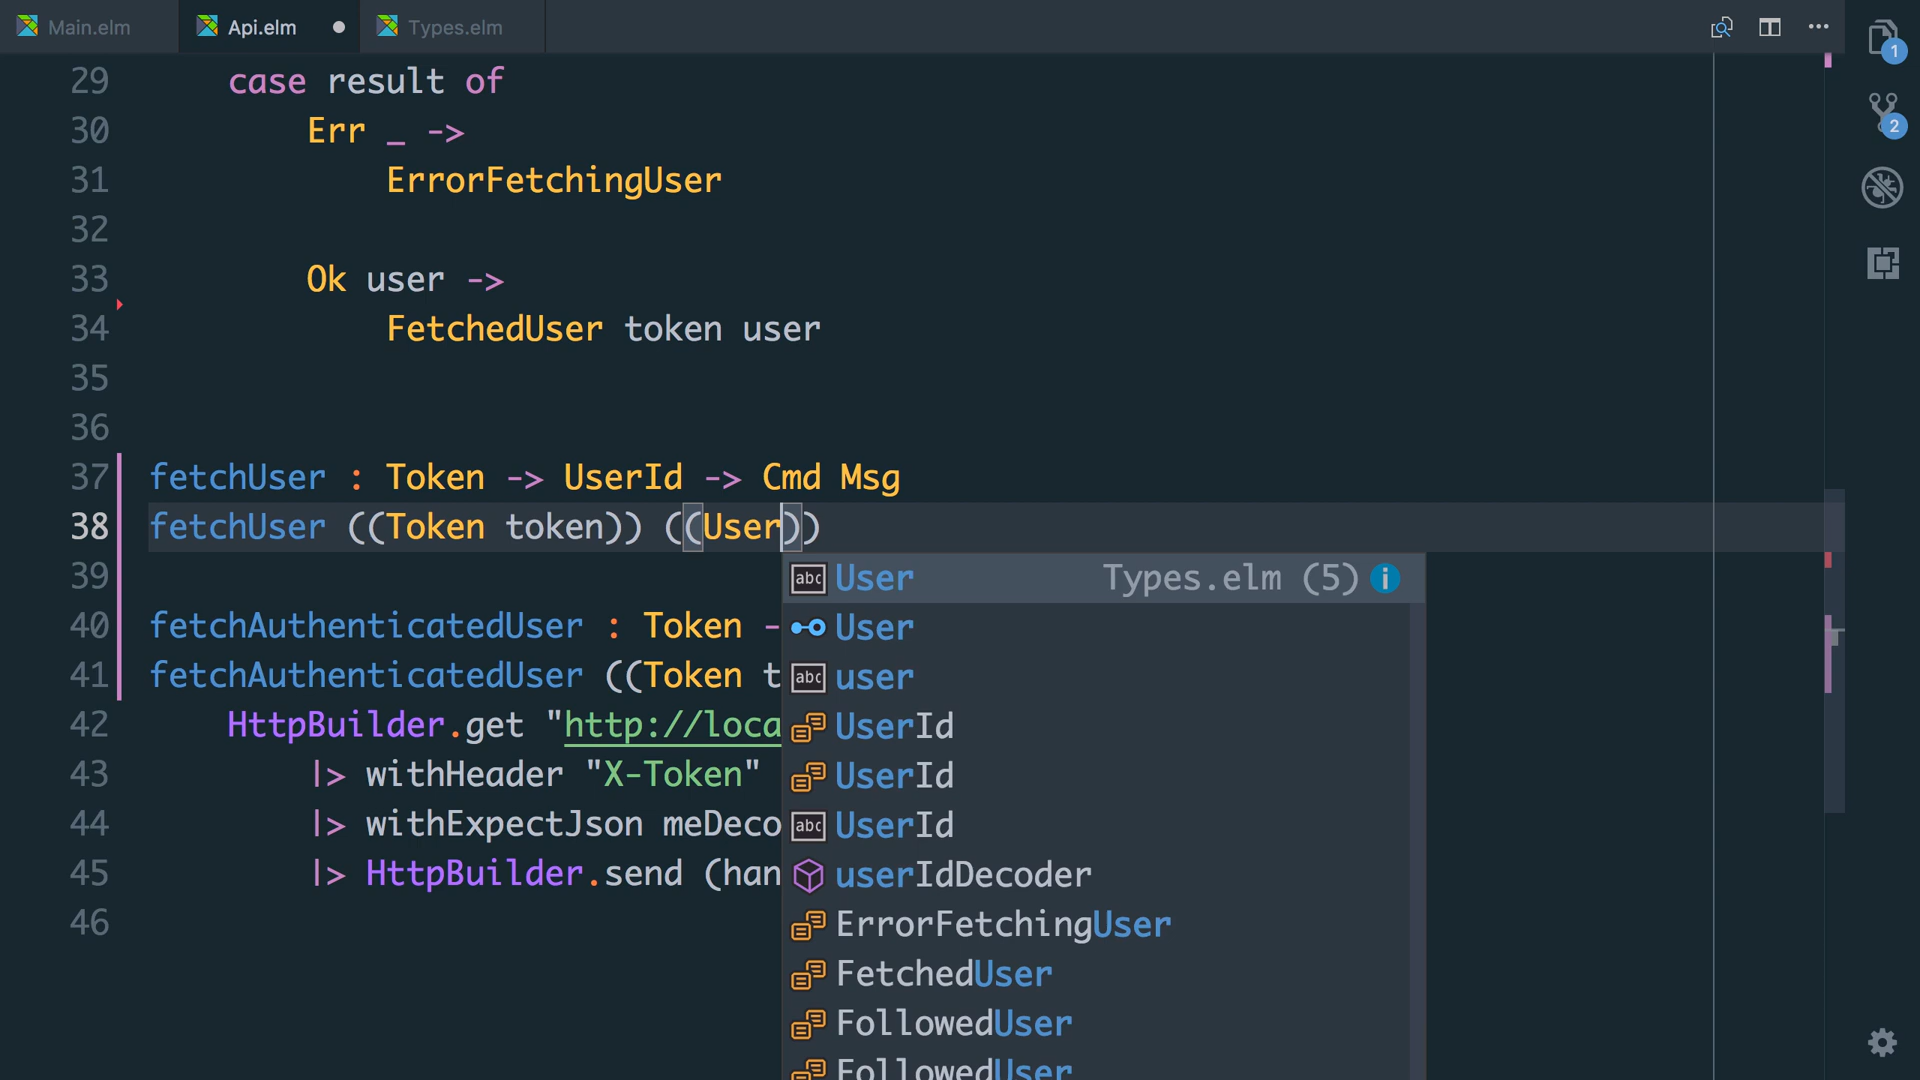 Main.elm Api.elm Types.elm
1
29 case result of
30 Err _ ->
2
31 ErrorFetchingUser
32
33 Ok user ->
34 FetchedUser token user
35
36
37 fetchUser : Token -> UserId -> Cmd Msg
38 fetchUser ((Token token)) ((User))
39 abc User Types.elm (5) i
40 fetchAuthenticatedUser : Token - User
41 fetchAuthenticatedUser ((Token t abc user
42 HttpBuilder.get "http://loca UserId
43 |> withHeader "X-Token" UserId
44 |> withExpectJson meDeco abc UserId
45 |> HttpBuilder.send (han userIdDecoder
46 ErrorFetchingUser
FetchedUser
FollowedUser
FollowedUser